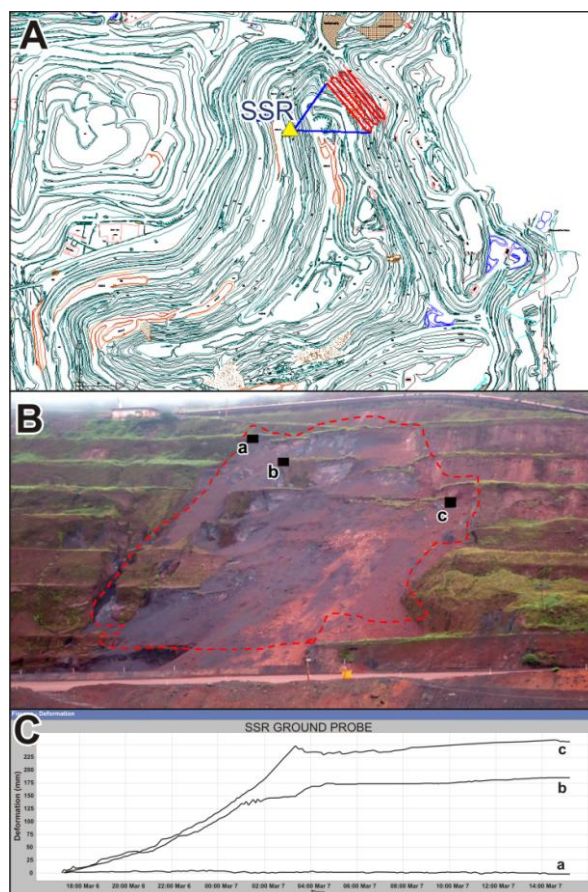 A
SSR
B
a
b
c
C
Figure - Deformation
SSR GROUND PROBE
Deformation (mm)
225
200
175
150
125
100
75
50
25
0
c
b
a
18:00 Mar 6
20:00 Mar 6
22:00 Mar 6
00:00 Mar 7
02:00 Mar 7
04:00 Mar 7
06:00 Mar 7
08:00 Mar 7
10:00 Mar 7
12:00 Mar 7
14:00 Mar 7